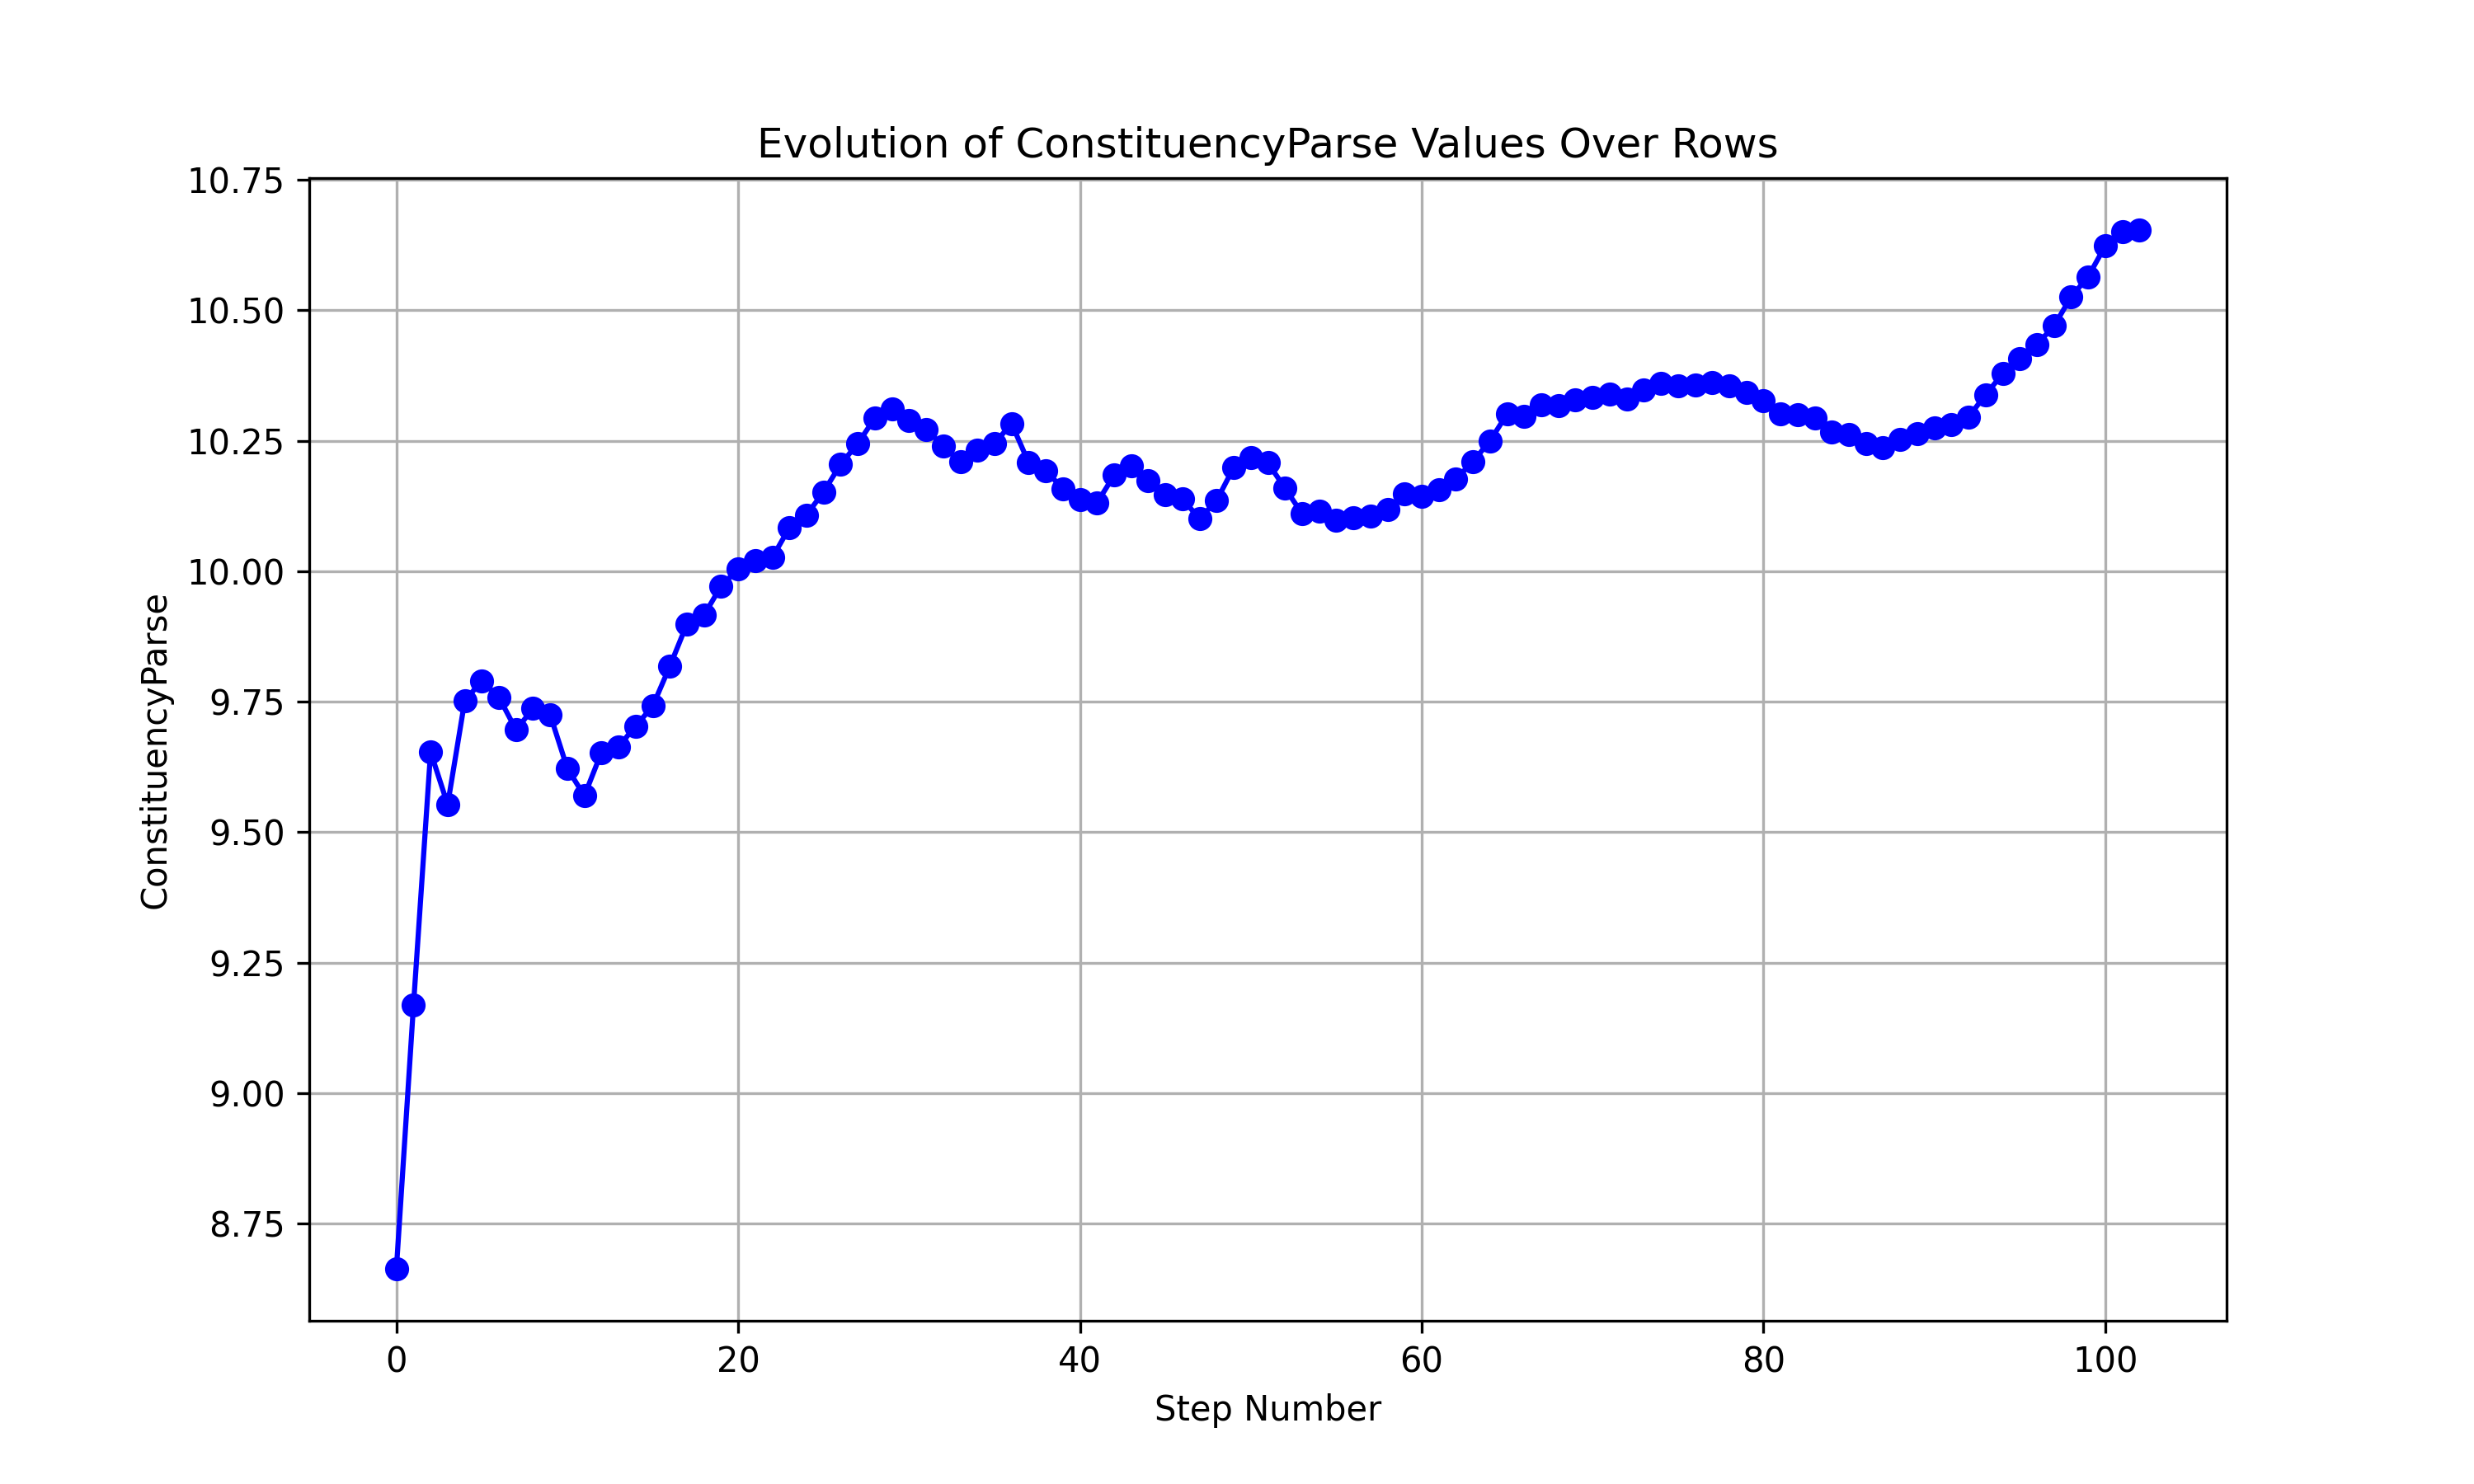 Evolution of ConstituencyParse Values Over Rows
10.75
10.50
10.25
10.00
9.75
9.50
9.25
9.00
8.75
ConstituencyParse
0 20 40 60 80 100
Step Number